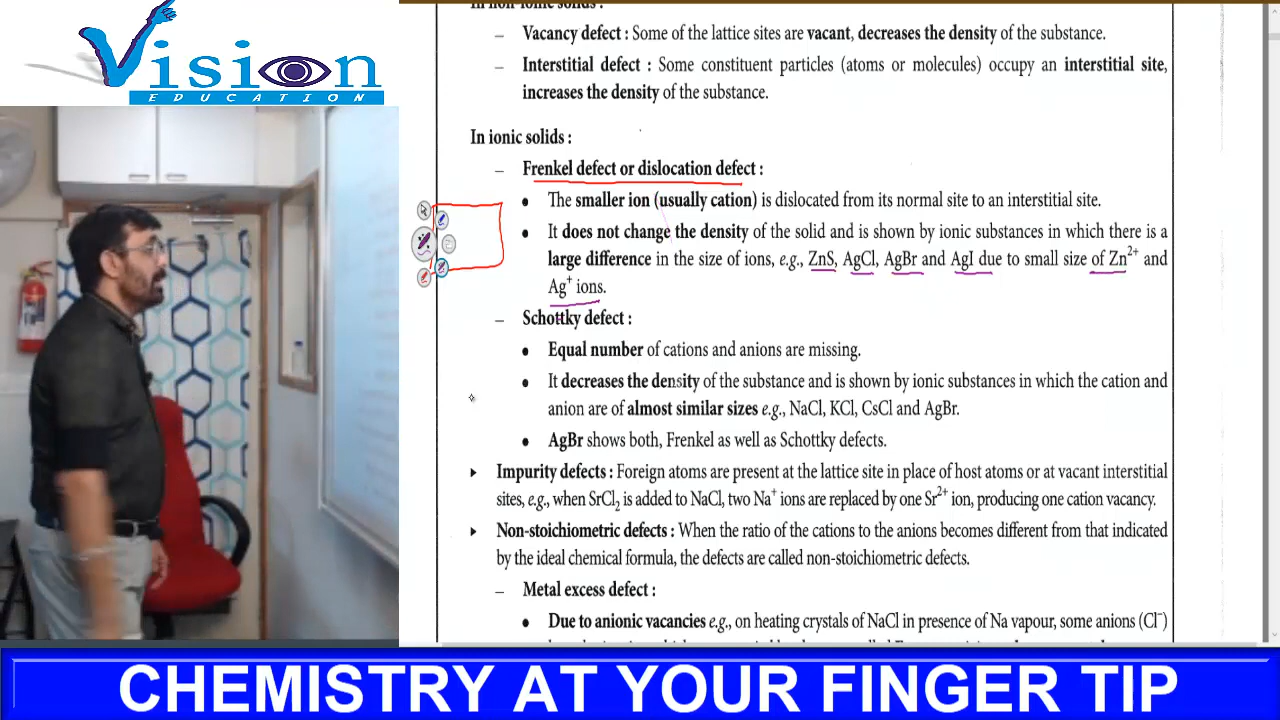 Vision
EDUCATION
In non-ionic solids :
– Vacancy defect : Some of the lattice sites are vacant, decreases the density of the substance.
– Interstitial defect : Some constituent particles (atoms or molecules) occupy an interstitial site,
increases the density of the substance.
In ionic solids :
– Frenkel defect or dislocation defect :
• The smaller ion (usually cation) is dislocated from its normal site to an interstitial site.
• It does not change the density of the solid and is shown by ionic substances in which there is a
large difference in the size of ions, e.g., ZnS, AgCl, AgBr and AgI due to small size of Zn²⁺ and
Ag⁺ ions.
– Schottky defect :
• Equal number of cations and anions are missing.
• It decreases the density of the substance and is shown by ionic substances in which the cation and
anion are of almost similar sizes e.g., NaCl, KCl, CsCl and AgBr.
• AgBr shows both, Frenkel as well as Schottky defects.
‣ Impurity defects : Foreign atoms are present at the lattice site in place of host atoms or at vacant interstitial
sites, e.g., when SrCl₂ is added to NaCl, two Na⁺ ions are replaced by one Sr²⁺ ion, producing one cation vacancy.
‣ Non-stoichiometric defects : When the ratio of the cations to the anions becomes different from that indicated
by the ideal chemical formula, the defects are called non-stoichiometric defects.
– Metal excess defect :
• Due to anionic vacancies e.g., on heating crystals of NaCl in presence of Na vapour, some anions (Cl⁻)
CHEMISTRY AT YOUR FINGER TIP